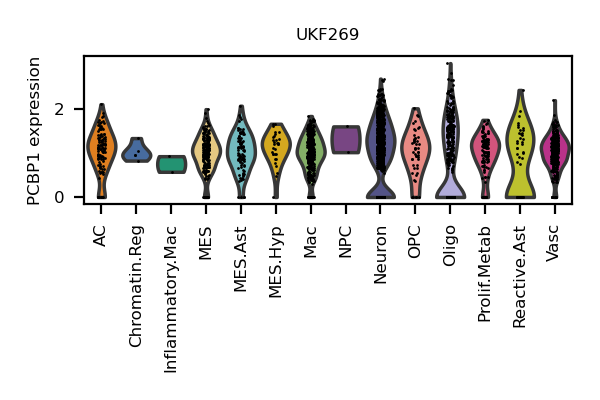 UKF269
PCBP1 expression
2
0
AC
Chromatin.Reg
Inflammatory.Mac
MES
MES.Ast
MES.Hyp
Mac
NPC
Neuron
OPC
Oligo
Prolif.Metab
Reactive.Ast
Vasc